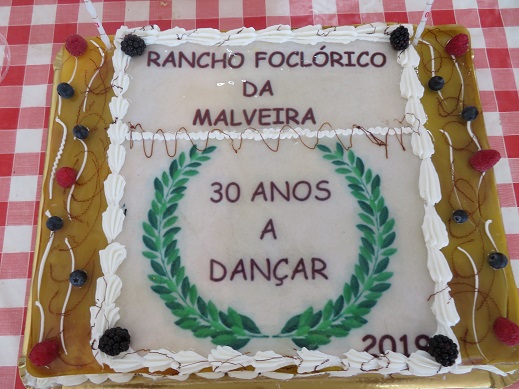 RANCHO FOCLÓRICO
DA
MALVEIRA
30 ANOS
A
DANÇAR
2019